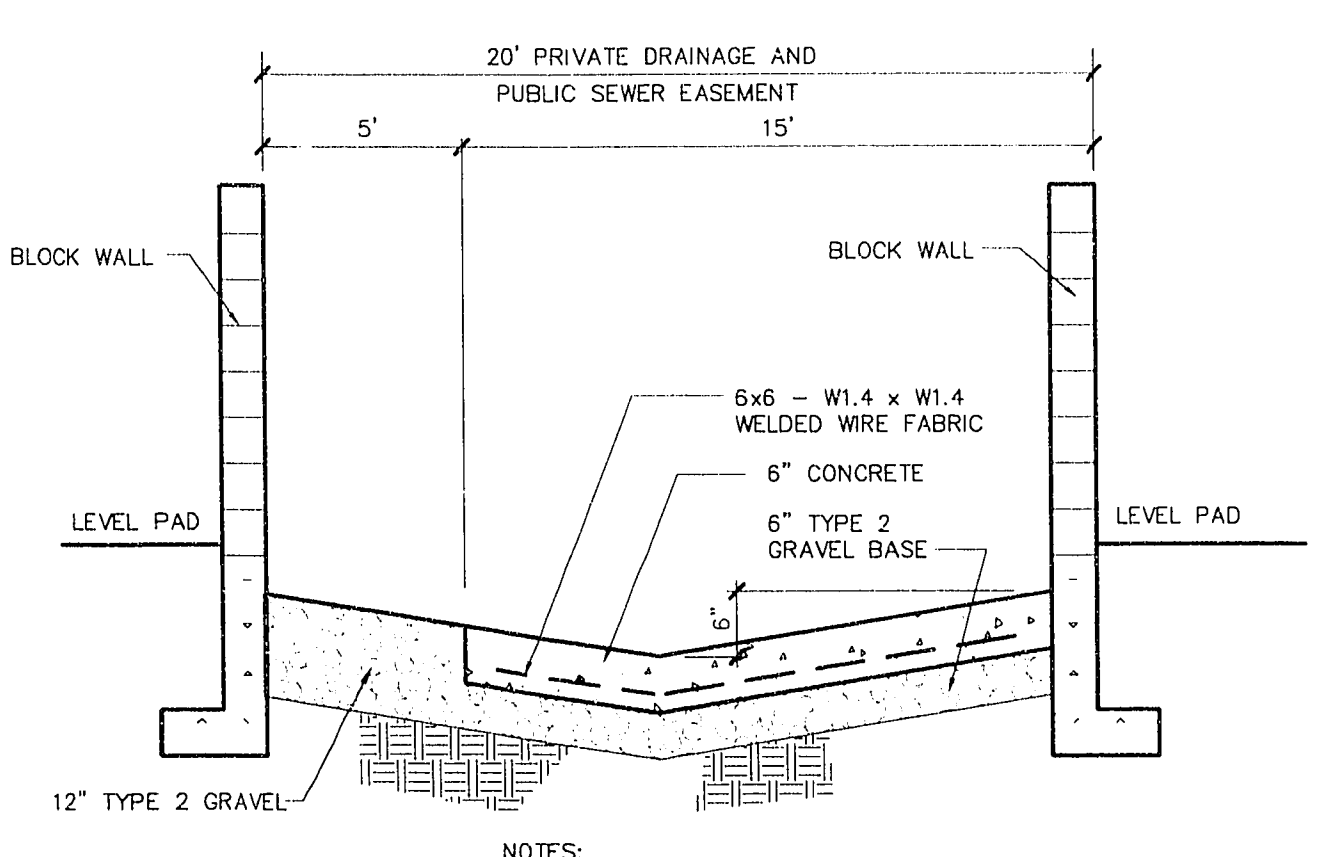 20' PRIVATE DRAINAGE AND
PUBLIC SEWER EASEMENT
5'
15'
BLOCK WALL
BLOCK WALL
6x6 – W1.4 x W1.4
WELDED WIRE FABRIC
6" CONCRETE
LEVEL PAD
6" TYPE 2
GRAVEL BASE
LEVEL PAD
6"
12" TYPE 2 GRAVEL
NOTES: